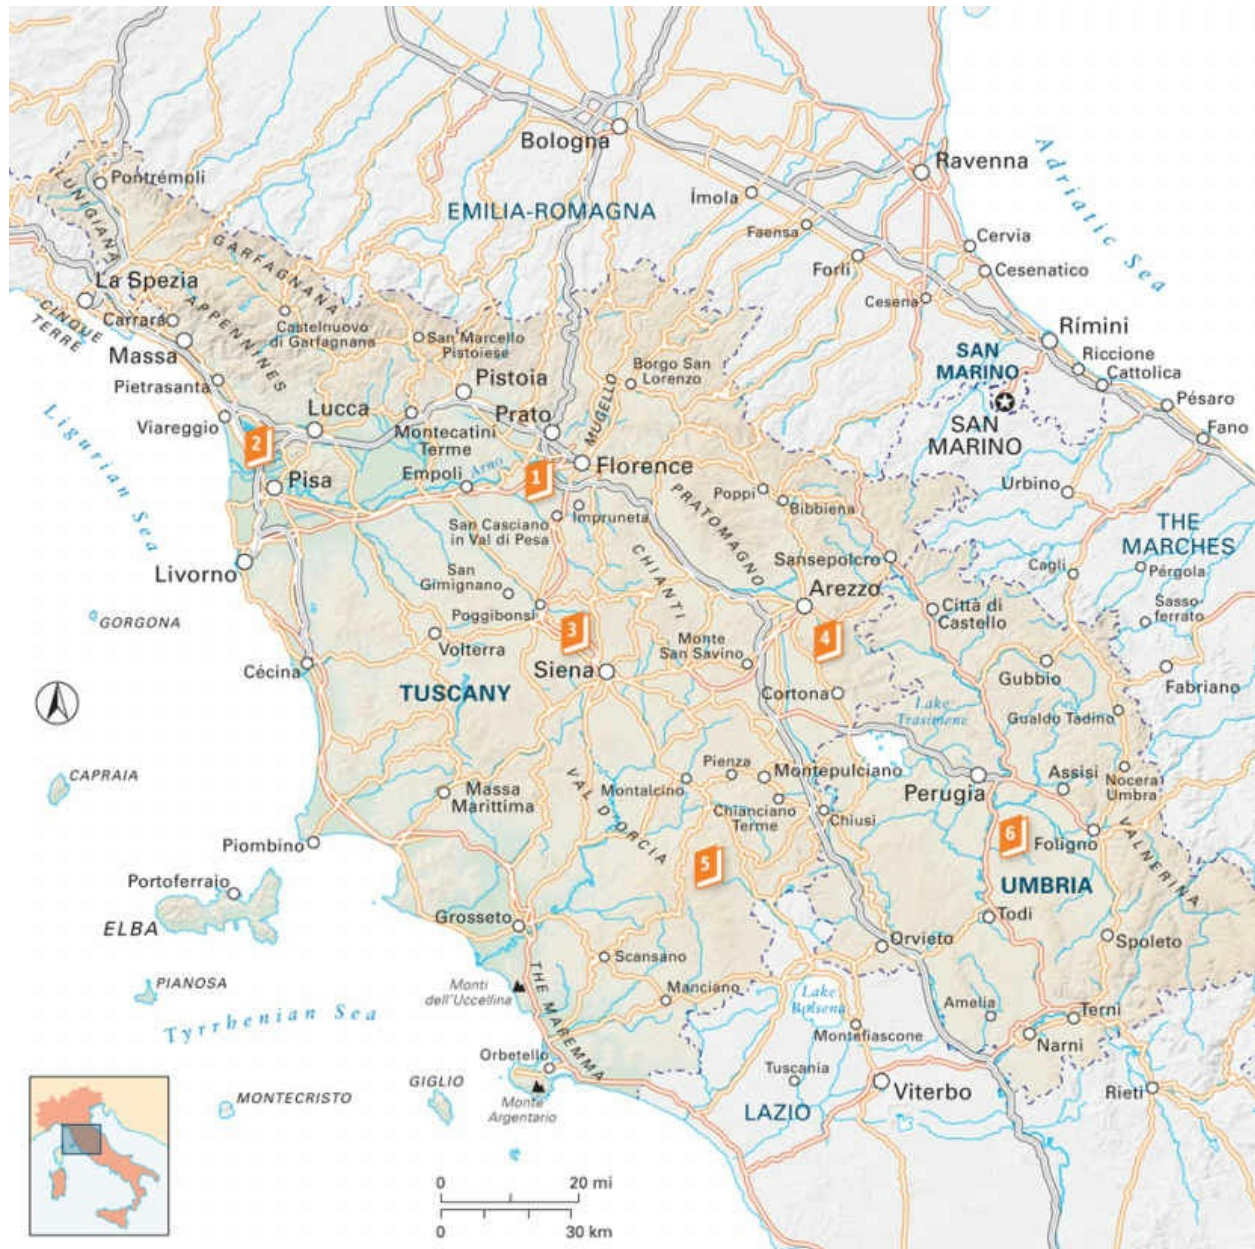 Bologna
Ravenna
Pontrémoli
Ímola
EMILIA-ROMAGNA
Adriatic Sea
LUNIGIANA
Faensa
Cervia
GARFAGNANA
Forlì
Cesenatico
La Spezia
Cesena
APPENNINES
CINQUE
TERRE
Carrara
Castelnuovo
di Garfagnana
San Marcello
Pistoiese
Rímini
Massa
SAN
MARINO
Riccione
Cattolica
Borgo San
Lorenzo
Pistoia
Pietrasanta
MUGELLO
Pésaro
Lucca
Prato
SAN
MARINO
Viareggio
Fano
Montecatini
Terme
2
Ligurian Sea
Florence
Empoli
Arno
1
Pisa
PRATOMAGNO
Poppi
Bibbiena
Urbino
San Casciano
in Val di Pesa
Impruneta
THE
MARCHES
CHIANTI
Sansepolcro
Livorno
San
Gimignano
Arezzo
Cagli
Pérgola
Poggibonsi
Città di
Castello
Sasso-
ferrato
GORGONA
3
Volterra
Monte
San Savino
4
Cécina
Siena
Gubbio
Fabriano
TUSCANY
Cortona
Lake
Trasimene
Gualdo Tadino
CAPRAIA
VAL D'ORCIA
Pienza
Montepulciano
Montalcino
Massa
Marittima
Perugia
Assisi
Nocera
Umbra
Chianciano
Terme
Chiusi
Piombino
6
Foligno
VALNERINA
5
Portoferraio
UMBRIA
ELBA
Grosseto
Todi
Orvieto
Spoleto
Scansano
PIANOSA
Monti
dell'Uccellina
THE MAREMMA
Manciano
Lake
Bolsena
Amelia
Terni
Tyrrhenian Sea
Montefiascone
Narni
Orbetello
Tuscania
GIGLIO
Monte
Argentario
MONTECRISTO
Viterbo
Rieti
LAZIO
0 20 mi
0 30 km